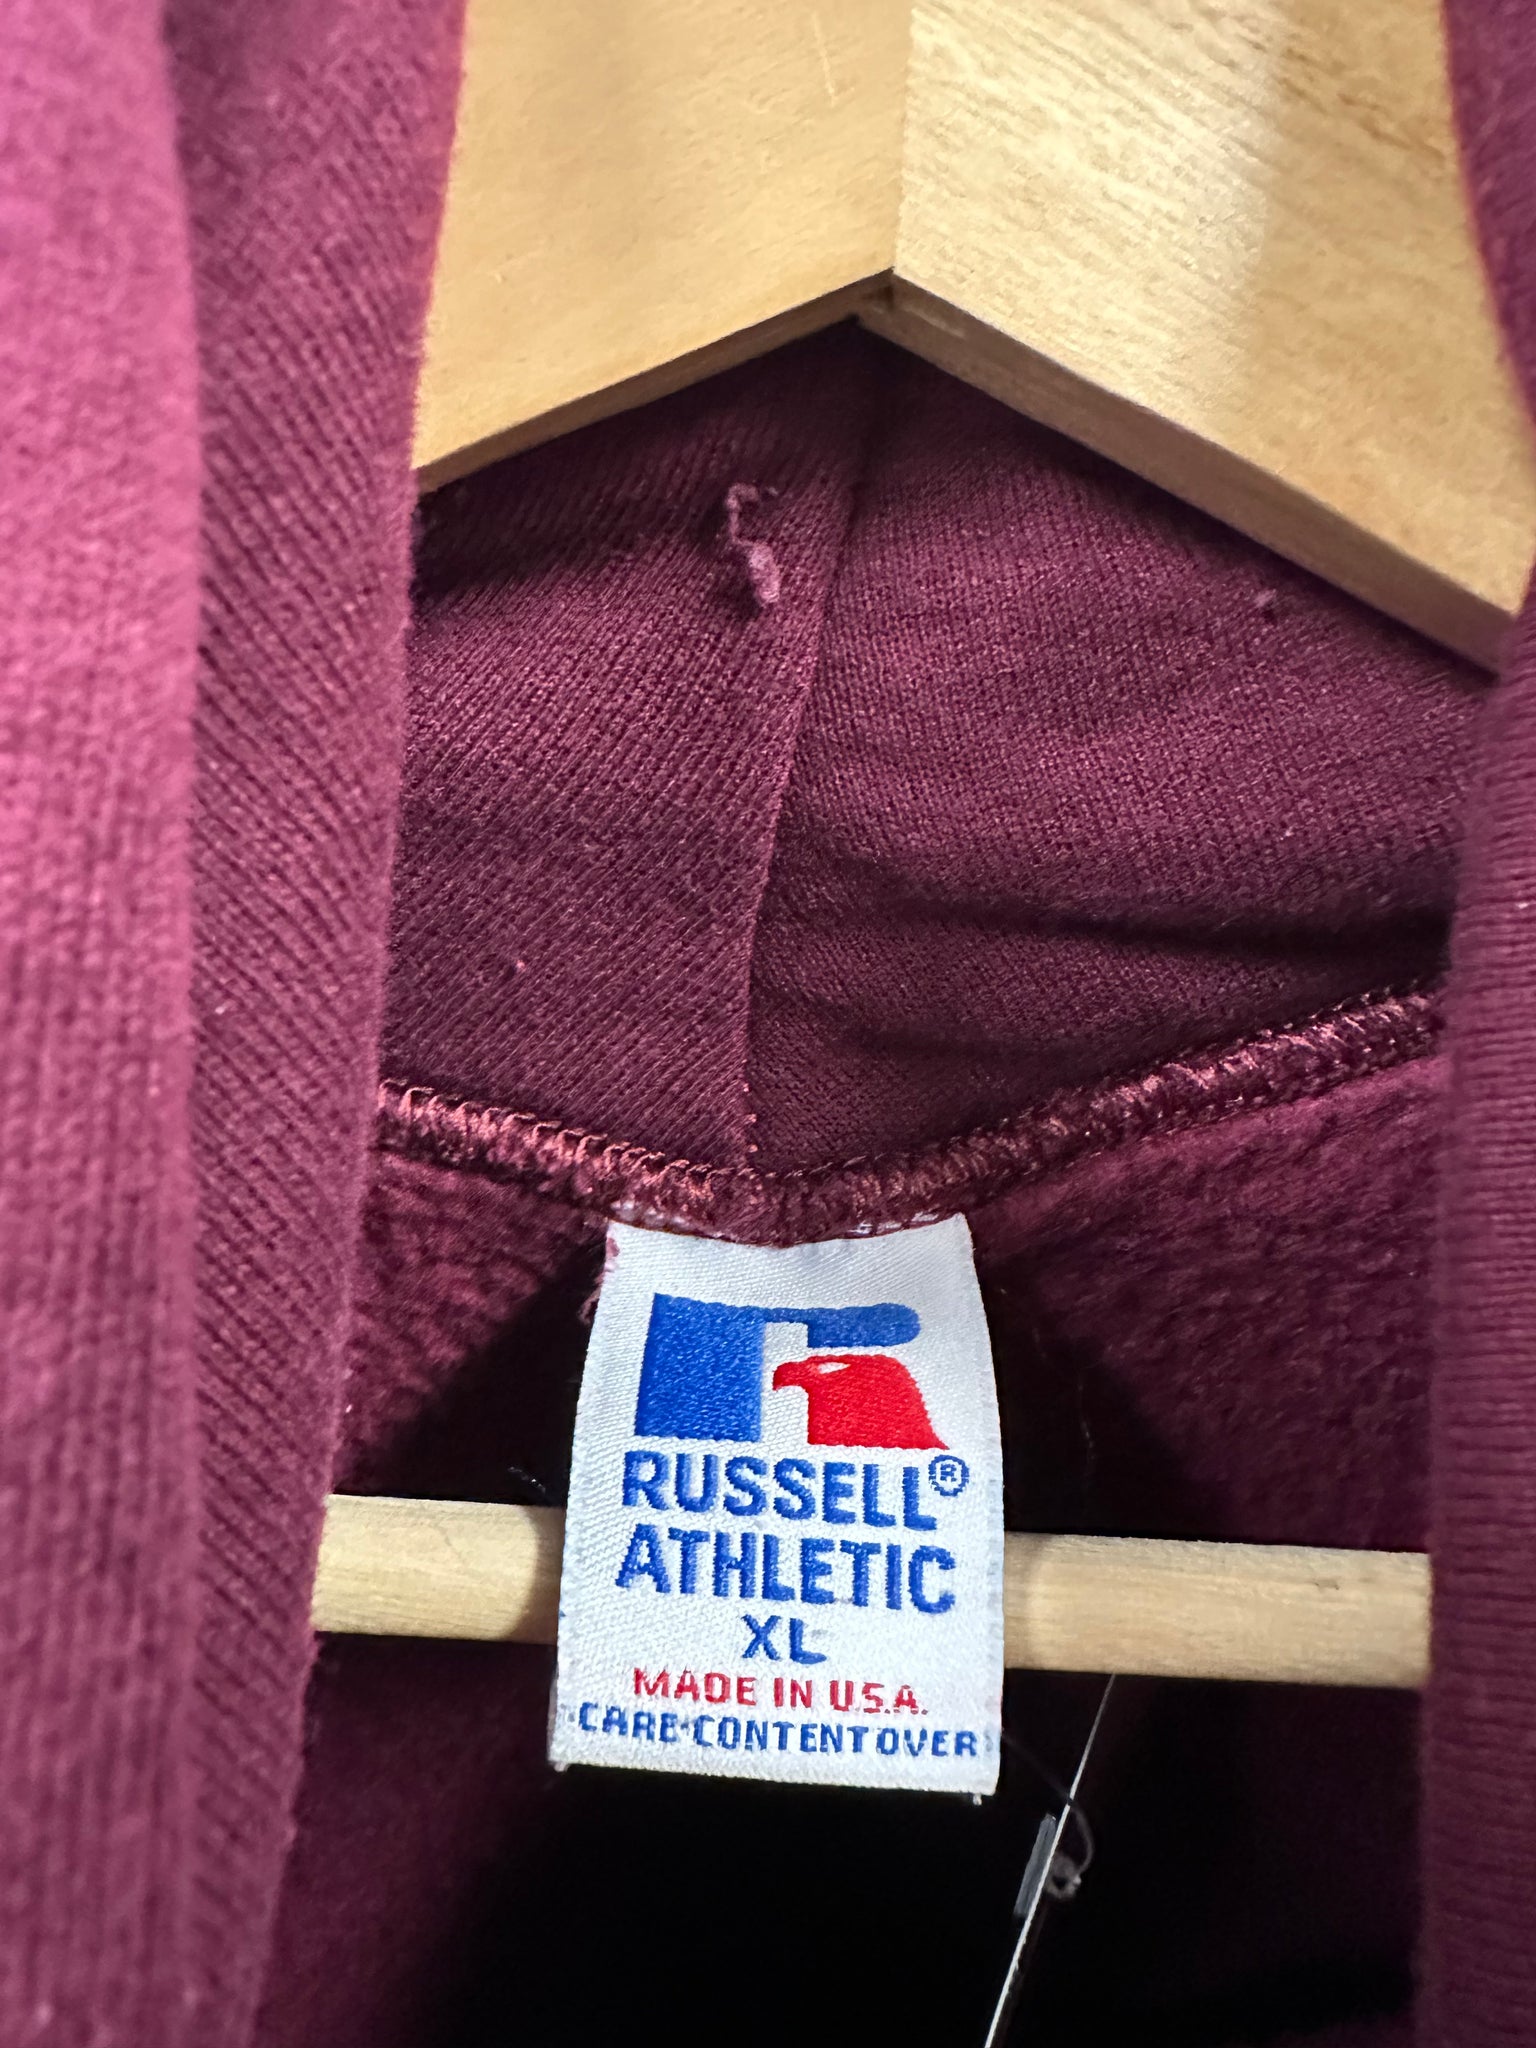 RUSSELL®
ATHLETIC
XL
MADE IN U.S.A.
CARE-CONTENT OVER